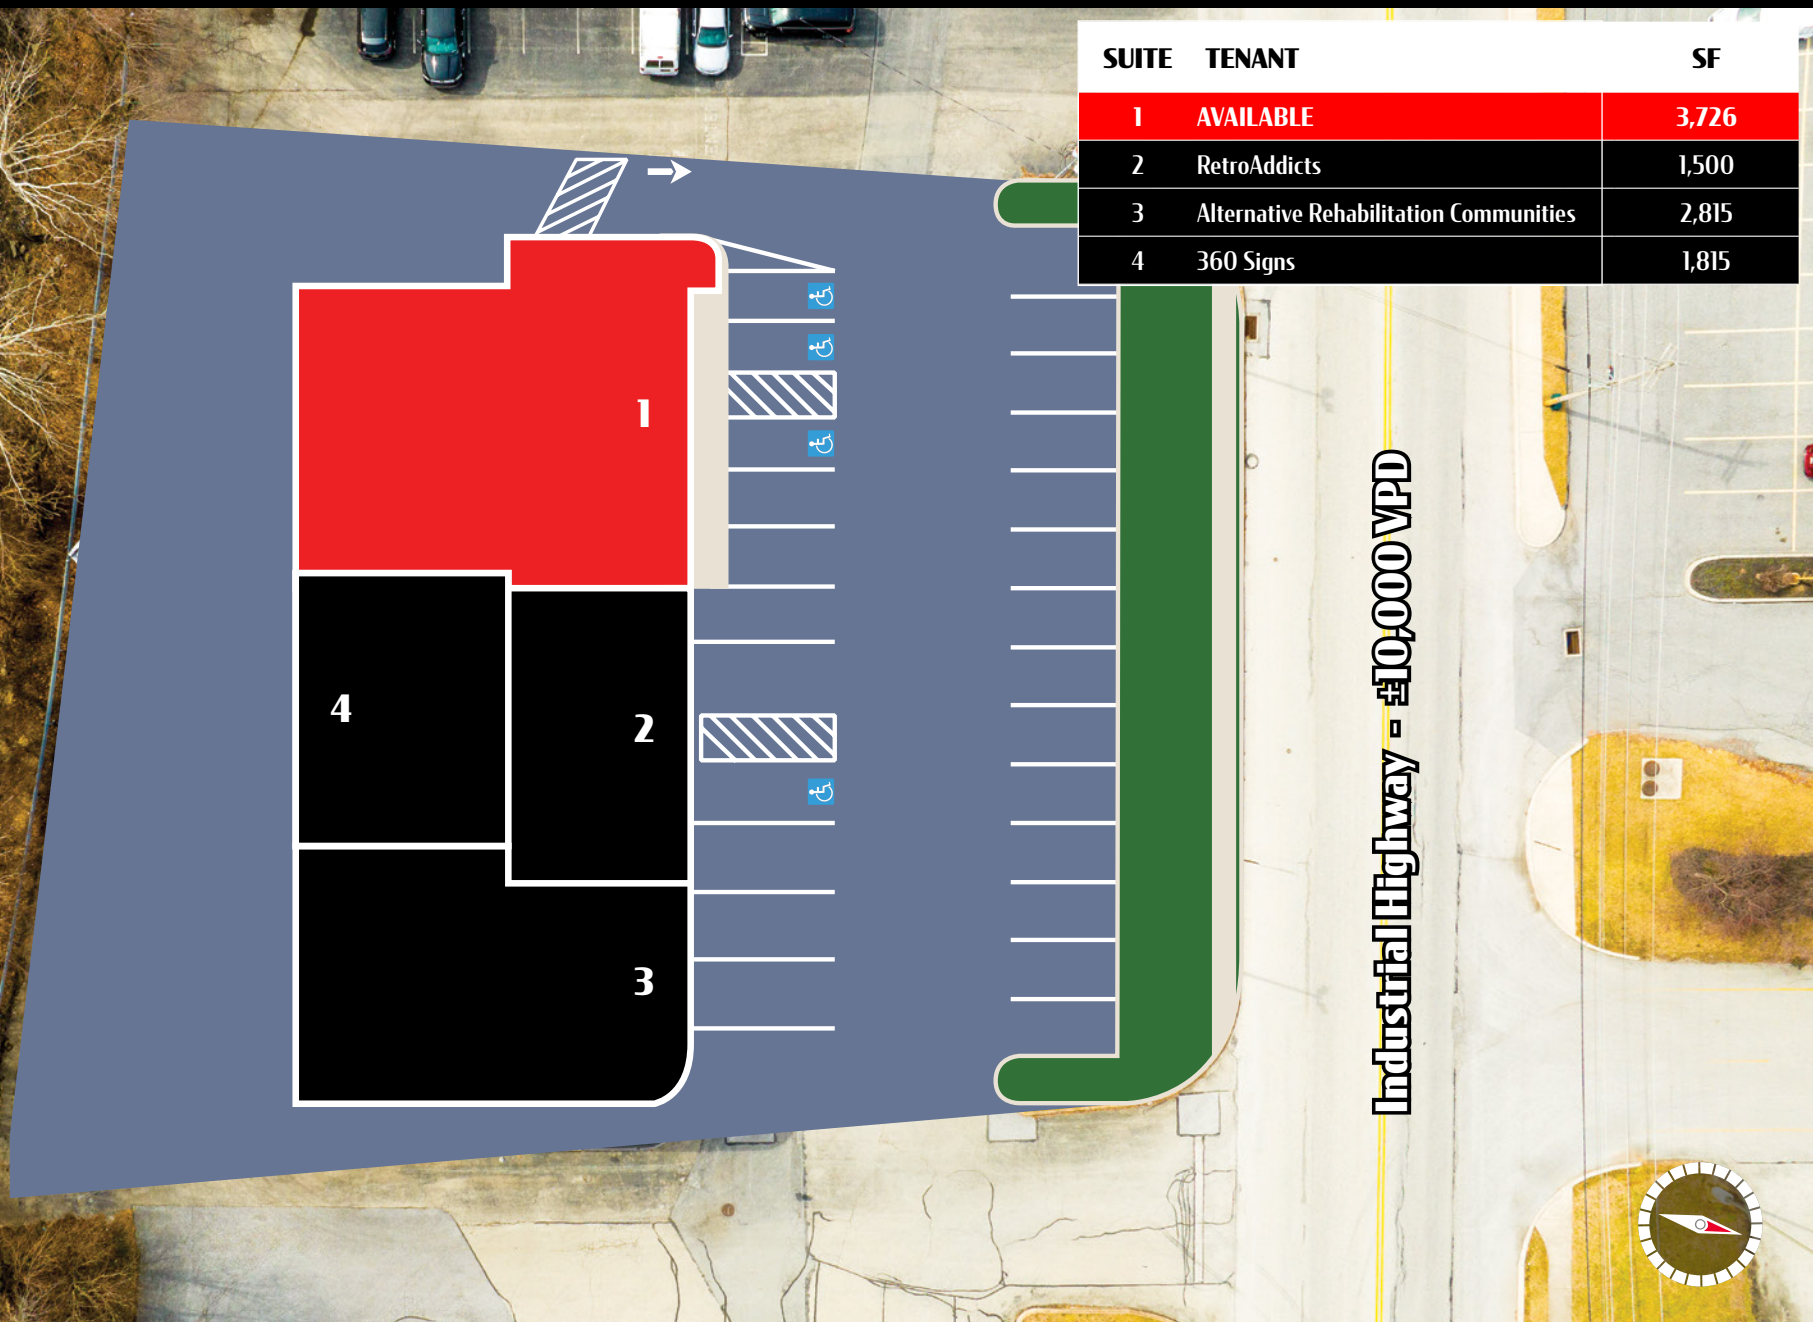 SUITE TENANT SF
1 AVAILABLE 3,726
2 RetroAddicts 1,500
3 Alternative Rehabilitation Communities 2,815
4 360 Signs 1,815
1
4
2
3
Industrial Highway - ±10,000 VPD